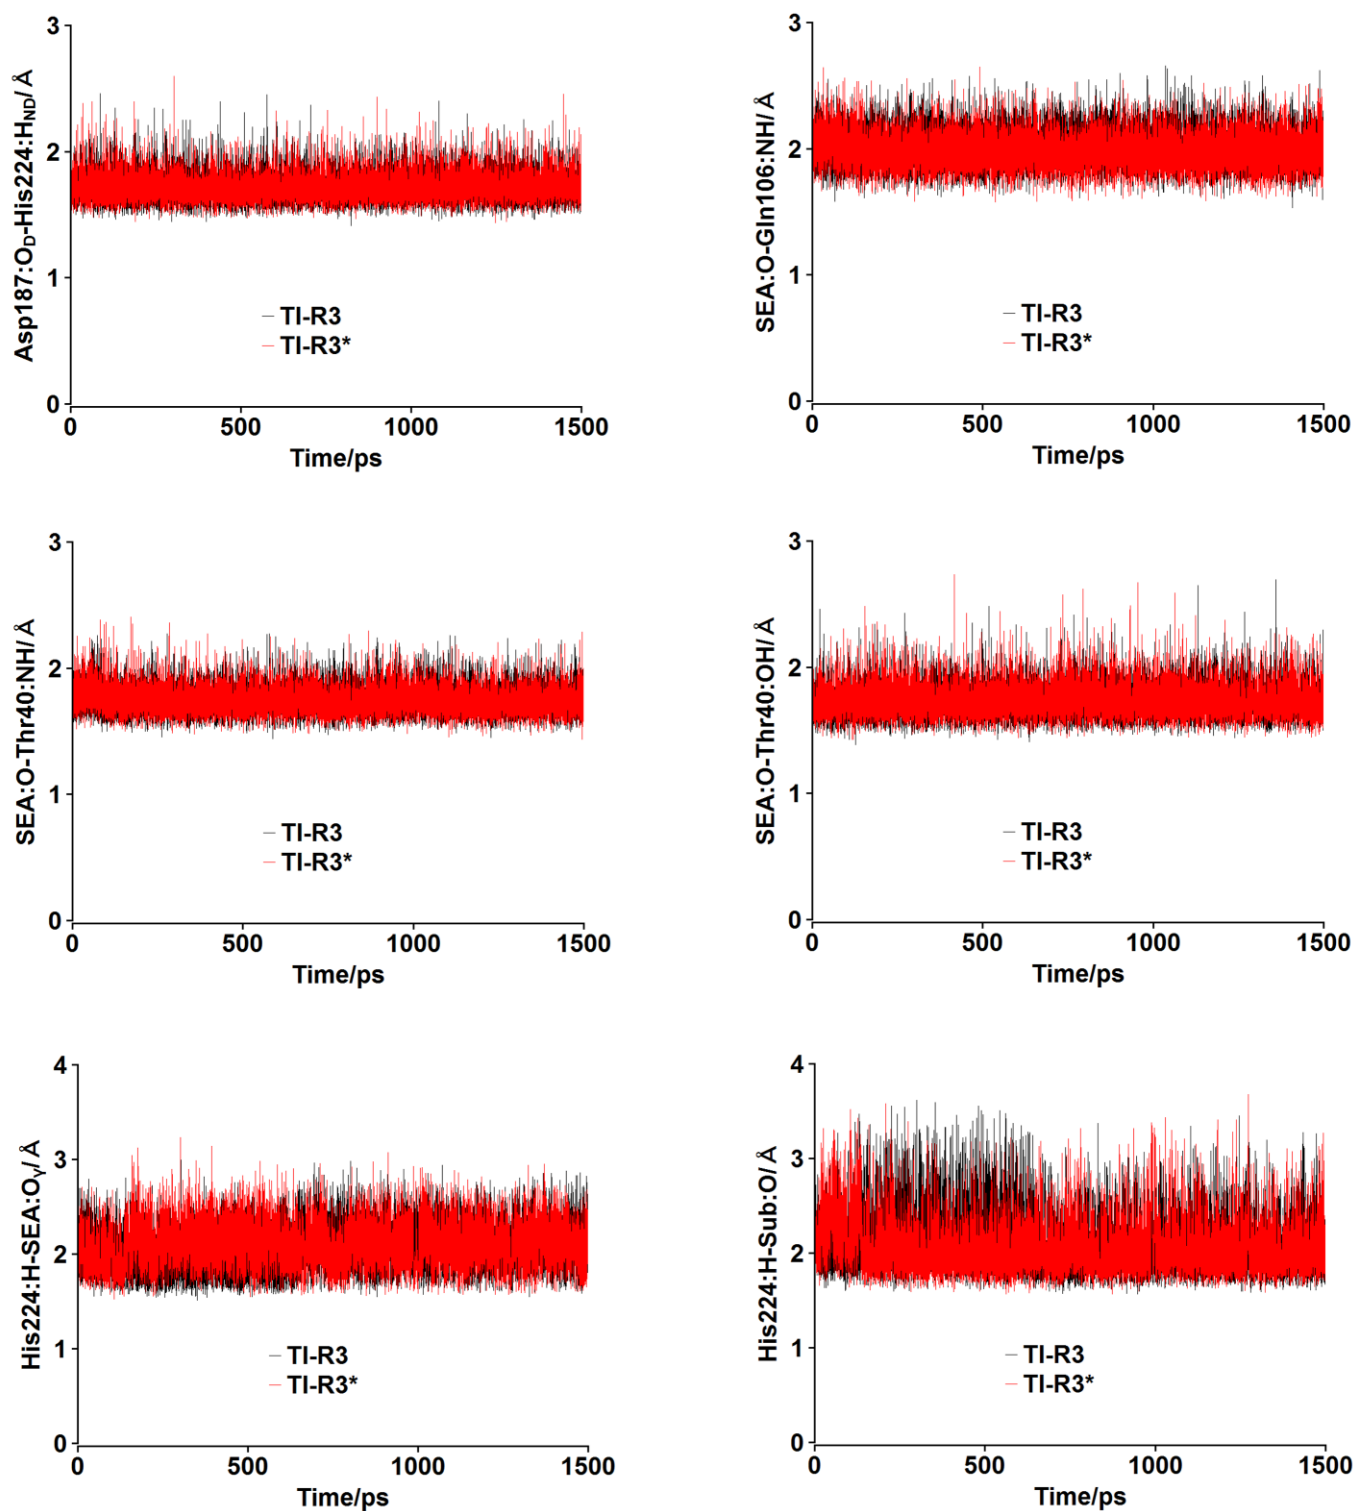 Asp187:O_D-His224:H_ND/Å
3
2
1
0
TI-R3
TI-R3*
0 500 1000 1500
Time/ps
SEA:O-Gln106:NH/Å
3
2
1
0
TI-R3
TI-R3*
0 500 1000 1500
Time/ps
SEA:O-Thr40:NH/Å
3
2
1
0
TI-R3
TI-R3*
0 500 1000 1500
Time/ps
SEA:O-Thr40:OH/Å
3
2
1
0
TI-R3
TI-R3*
0 500 1000 1500
Time/ps
His224:H-SEA:Oγ/Å
4
3
2
1
0
TI-R3
TI-R3*
0 500 1000 1500
Time/ps
His224:H-Sub:O/Å
4
3
2
1
0
TI-R3
TI-R3*
0 500 1000 1500
Time/ps